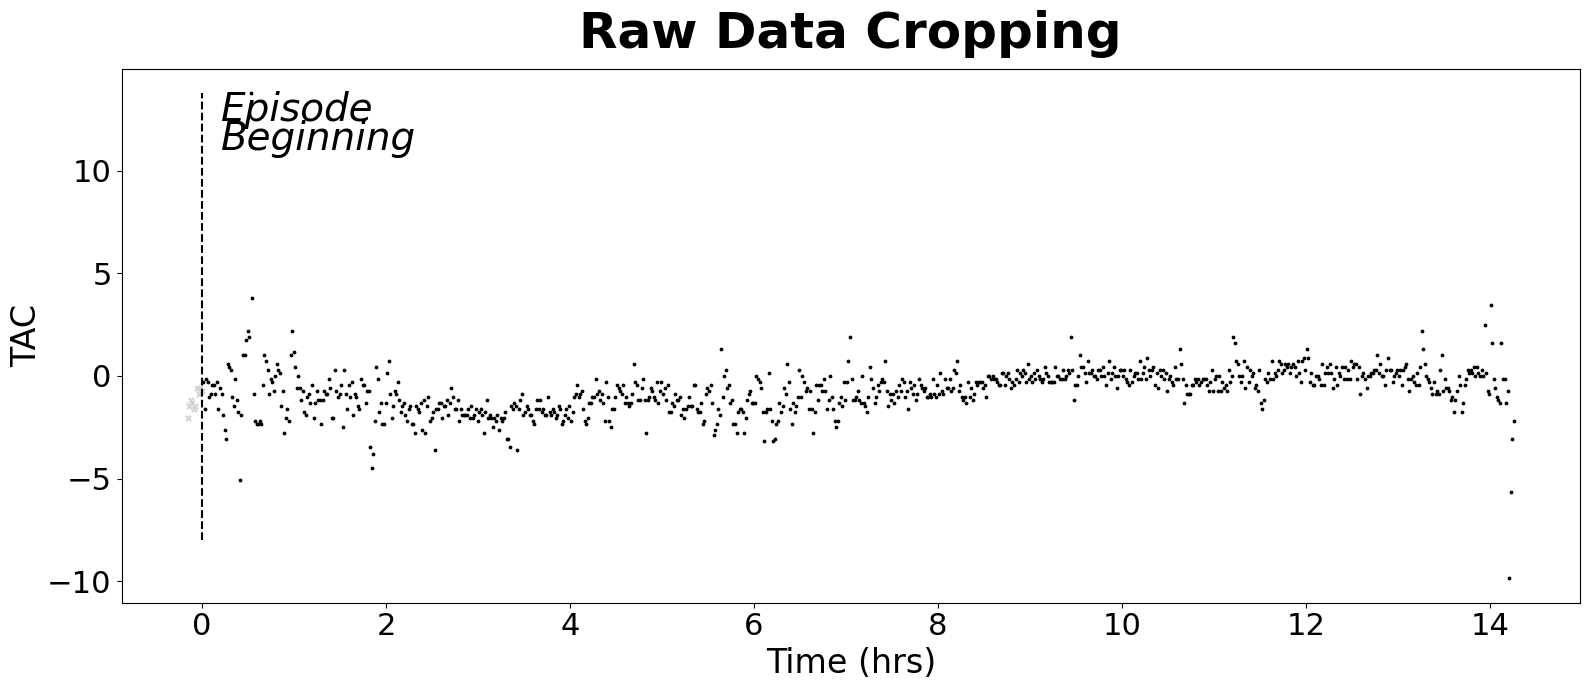 Raw Data Cropping
Episode
Beginning
10
5
0
−5
−10
TAC
0 2 4 6 8 10 12 14
Time (hrs)